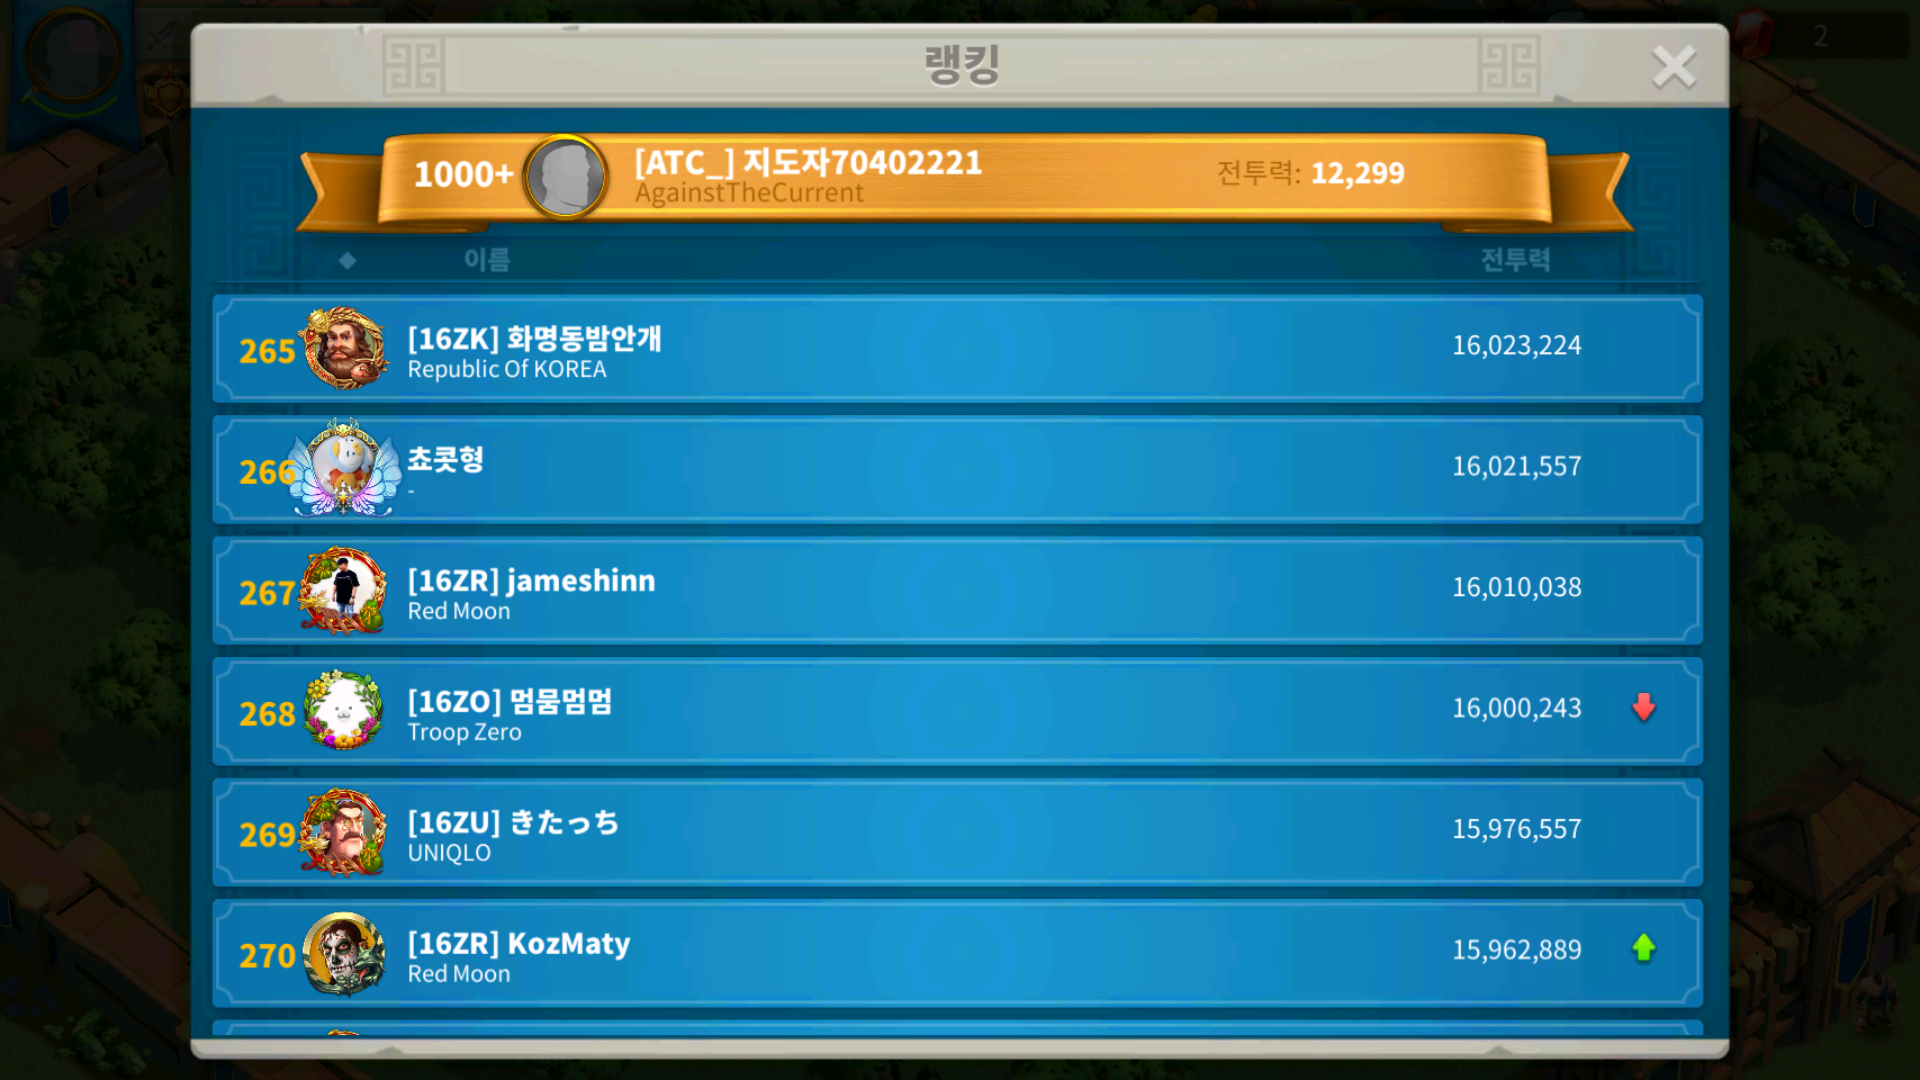 랭킹
2
1000+
[ATC_] 지도자70402221
AgainstTheCurrent
전투력: 12,299
이름
전투력
265
[16ZK] 화명동밤안개
Republic Of KOREA
16,023,224
266
쵸쿗형
-
16,021,557
267
[16ZR] jameshinn
Red Moon
16,010,038
268
[16ZO] 멈뭄멈멈
Troop Zero
16,000,243
269
[16ZU] きたっち
UNIQLO
15,976,557
270
[16ZR] KozMaty
Red Moon
15,962,889